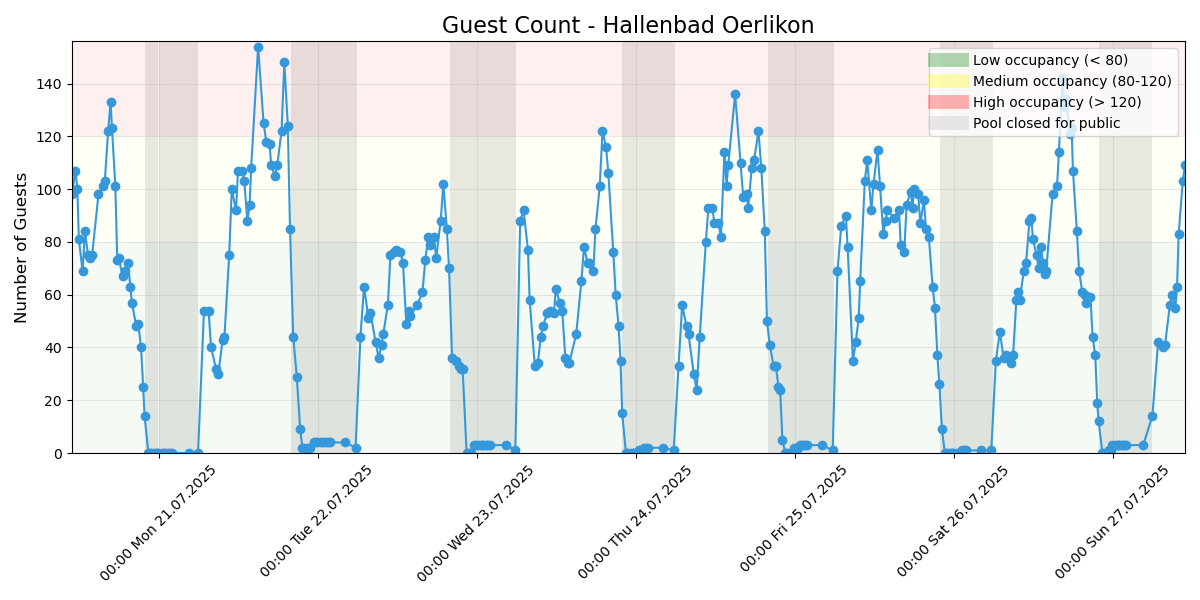 Guest Count - Hallenbad Oerlikon
Low occupancy (< 80)
Medium occupancy (80-120)
High occupancy (> 120)
Pool closed for public
Number of Guests
140
120
100
80
60
40
20
0
00:00 Mon 21.07.2025
00:00 Tue 22.07.2025
00:00 Wed 23.07.2025
00:00 Thu 24.07.2025
00:00 Fri 25.07.2025
00:00 Sat 26.07.2025
00:00 Sun 27.07.2025